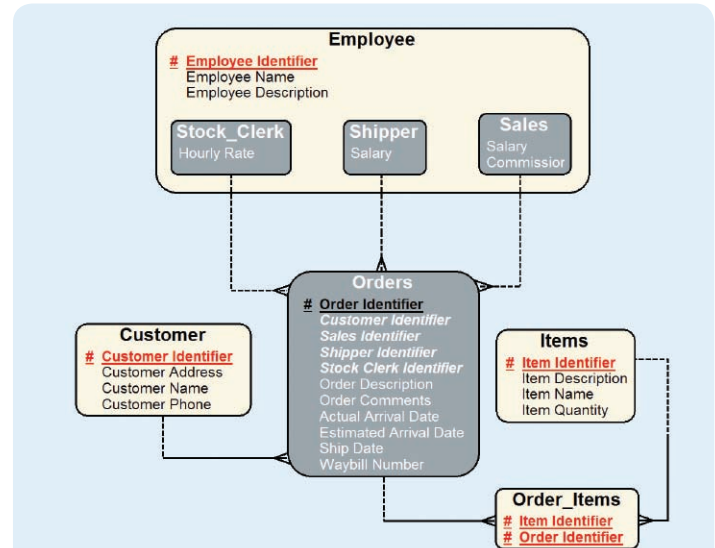 Employee
# Employee Identifier
Employee Name
Employee Description
Stock_Clerk
Hourly Rate
Shipper
Salary
Sales
Salary
Commissior
Orders
# Order Identifier
Customer Identifier
Sales Identifier
Shipper Identifier
Stock Clerk Identifier
Order Description
Order Comments
Actual Arrival Date
Estimated Arrival Date
Ship Date
Waybill Number
Customer
# Customer Identifier
Customer Address
Customer Name
Customer Phone
Items
# Item Identifier
Item Description
Item Name
Item Quantity
Order_Items
# Item Identifier
# Order Identifier